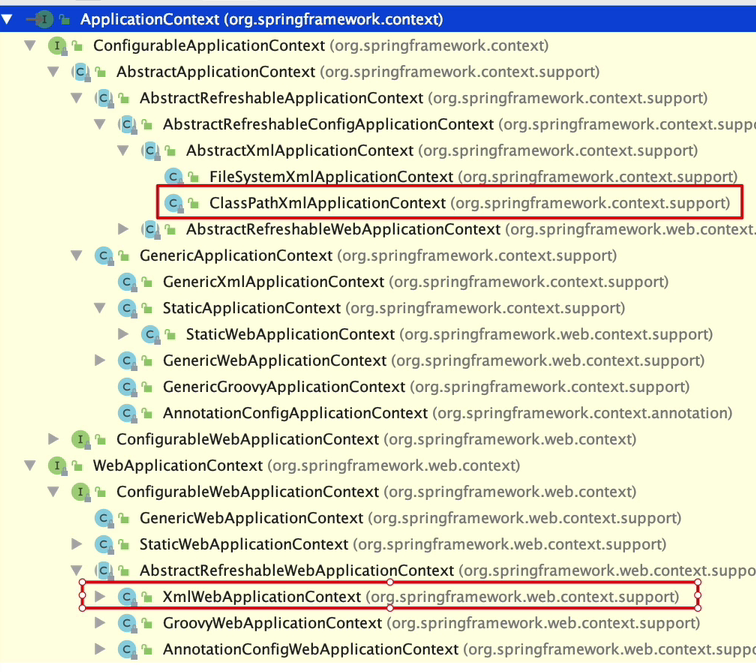 ApplicationContext (org.springframework.context)
ConfigurableApplicationContext (org.springframework.context)
AbstractApplicationContext (org.springframework.context.support)
AbstractRefreshableApplicationContext (org.springframework.context.support)
AbstractRefreshableConfigApplicationContext (org.springframework.context.suppo
AbstractXmlApplicationContext (org.springframework.context.support)
FileSystemXmlApplicationContext (org.springframework.context.support)
ClassPathXmlApplicationContext (org.springframework.context.support)
AbstractRefreshableWebApplicationContext (org.springframework.web.context.
GenericApplicationContext (org.springframework.context.support)
GenericXmlApplicationContext (org.springframework.context.support)
StaticApplicationContext (org.springframework.context.support)
StaticWebApplicationContext (org.springframework.web.context.support)
GenericWebApplicationContext (org.springframework.web.context.support)
GenericGroovyApplicationContext (org.springframework.context.support)
AnnotationConfigApplicationContext (org.springframework.context.annotation)
ConfigurableWebApplicationContext (org.springframework.web.context)
WebApplicationContext (org.springframework.web.context)
ConfigurableWebApplicationContext (org.springframework.web.context)
GenericWebApplicationContext (org.springframework.web.context.support)
StaticWebApplicationContext (org.springframework.web.context.support)
AbstractRefreshableWebApplicationContext (org.springframework.web.context.suppo
XmlWebApplicationContext (org.springframework.web.context.support)
GroovyWebApplicationContext (org.springframework.web.context.support)
AnnotationConfigWebApplicationContext (org.springframework.web.context.supp